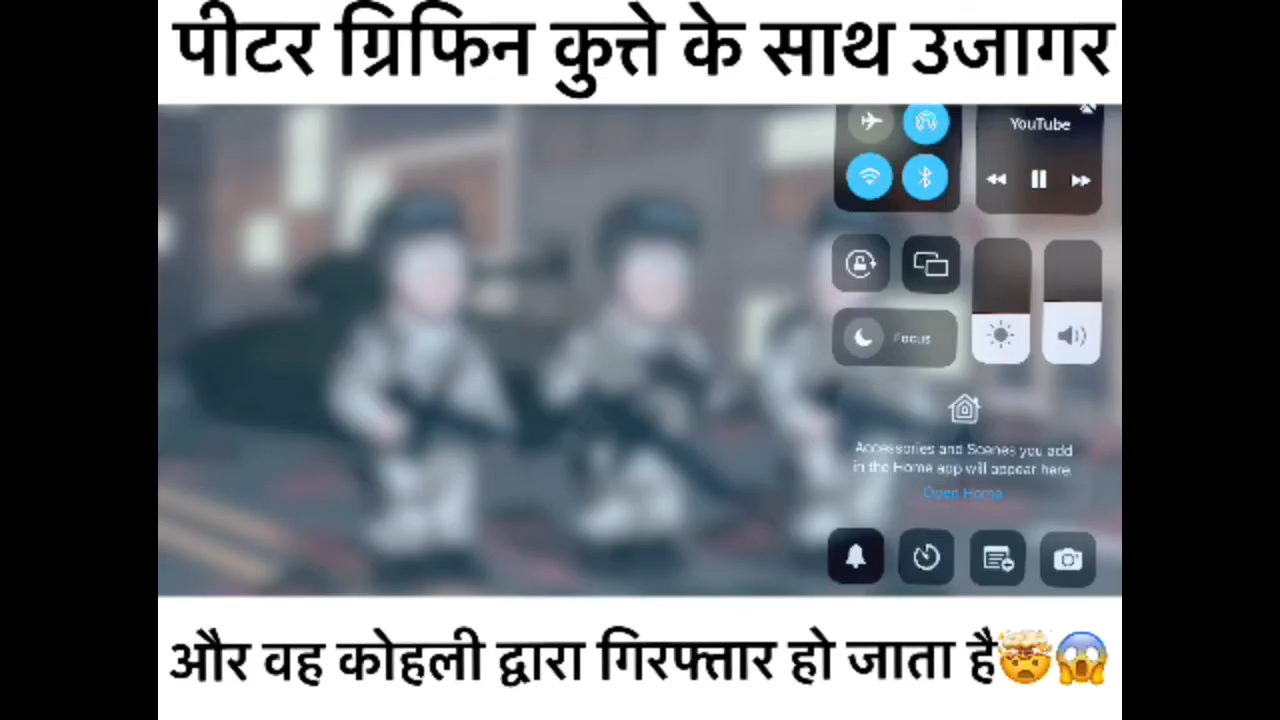 पीटर ग्रिफिन कुत्ते के साथ उजागर
YouTube
Focus
Accessories and Scenes you add
in the Home app will appear here.
Open Home
और वह कोहली द्वारा गिरफ्तार हो जाता है🤯😱